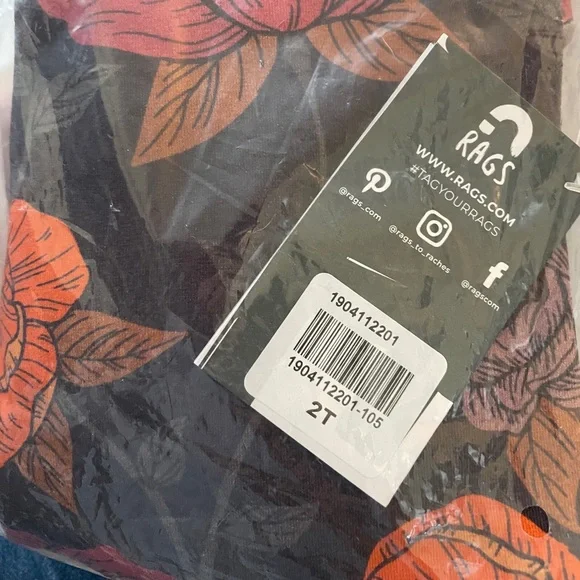 RAGS
WWW.RAGS.COM
#TAGYOURRAGS
@rags_com
@rags_to_raches
@ragscom
1904112201
1904112201-105
2T